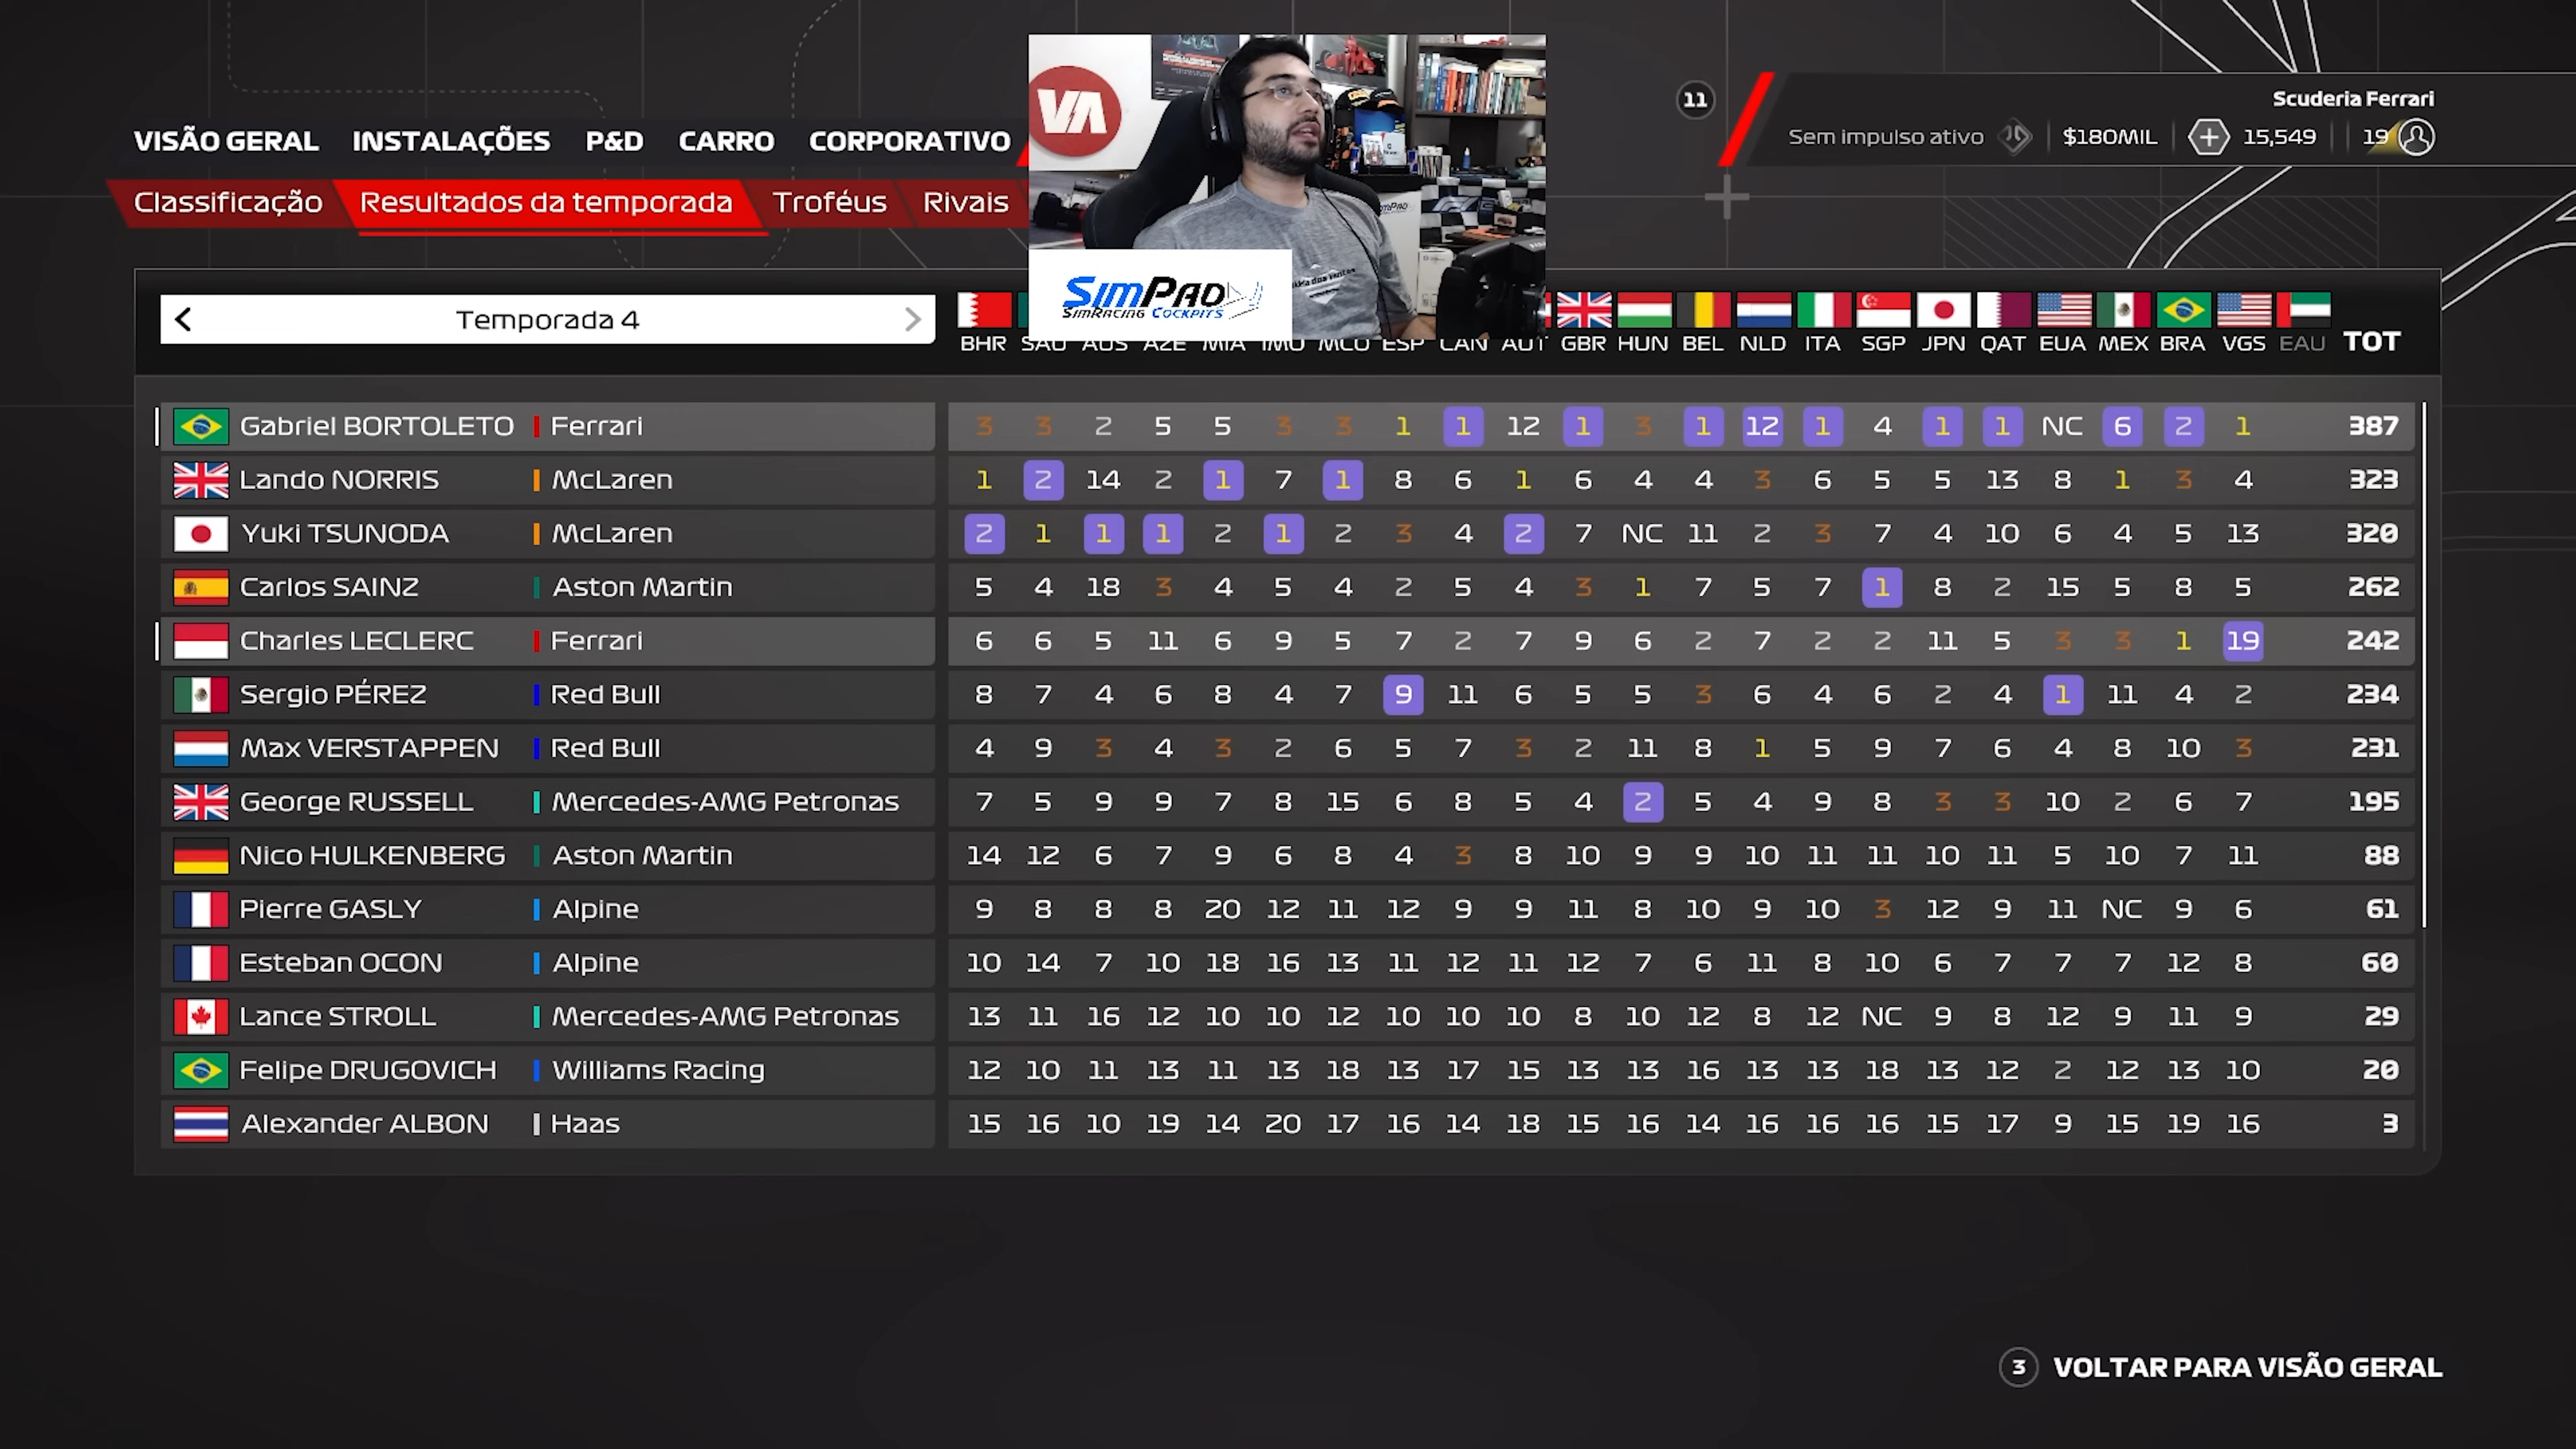 VA
11
Scuderia Ferrari
VISÃO GERAL INSTALAÇÕES P&D CARRO CORPORATIVO
Sem impulso ativo $180MIL 15,549 19
Classificação Resultados da temporada Troféus Rivais
SIMPAD
SIMRACING COCKPITS
Temporada 4
BHR SAU AUS AZE MIA IMO MCO ESP CAN AUT GBR HUN BEL NLD ITA SGP JPN QAT EUA MEX BRA VGS EAU TOT
Gabriel BORTOLETO Ferrari 3 3 2 5 5 3 3 1 1 12 1 3 1 12 1 4 1 1 NC 6 2 1 387
Lando NORRIS McLaren 1 2 14 2 1 7 1 8 6 1 6 4 4 3 6 5 5 13 8 1 3 4 323
Yuki TSUNODA McLaren 2 1 1 1 2 1 2 3 4 2 7 NC 11 2 3 7 4 10 6 4 5 13 320
Carlos SAINZ Aston Martin 5 4 18 3 4 5 4 2 5 4 3 1 7 5 7 1 8 2 15 5 8 5 262
Charles LECLERC Ferrari 6 6 5 11 6 9 5 7 2 7 9 6 2 7 2 2 11 5 3 3 1 19 242
Sergio PÉREZ Red Bull 8 7 4 6 8 4 7 9 11 6 5 5 3 6 4 6 2 4 1 11 4 2 234
Max VERSTAPPEN Red Bull 4 9 3 4 3 2 6 5 7 3 2 11 8 1 5 9 7 6 4 8 10 3 231
George RUSSELL Mercedes-AMG Petronas 7 5 9 9 7 8 15 6 8 5 4 2 5 4 9 8 3 3 10 2 6 7 195
Nico HULKENBERG Aston Martin 14 12 6 7 9 6 8 4 3 8 10 9 9 10 11 11 10 11 5 10 7 11 88
Pierre GASLY Alpine 9 8 8 8 20 12 11 12 9 9 11 8 10 9 10 3 12 9 11 NC 9 6 61
Esteban OCON Alpine 10 14 7 10 18 16 13 11 12 11 12 7 6 11 8 10 6 7 7 7 12 8 60
Lance STROLL Mercedes-AMG Petronas 13 11 16 12 10 10 12 10 10 10 8 10 12 8 12 NC 9 8 12 9 11 9 29
Felipe DRUGOVICH Williams Racing 12 10 11 13 11 13 18 13 17 15 13 13 16 13 13 18 13 12 2 12 13 10 20
Alexander ALBON Haas 15 16 10 19 14 20 17 16 14 18 15 16 14 16 16 16 15 17 9 15 19 16 3
3 VOLTAR PARA VISÃO GERAL